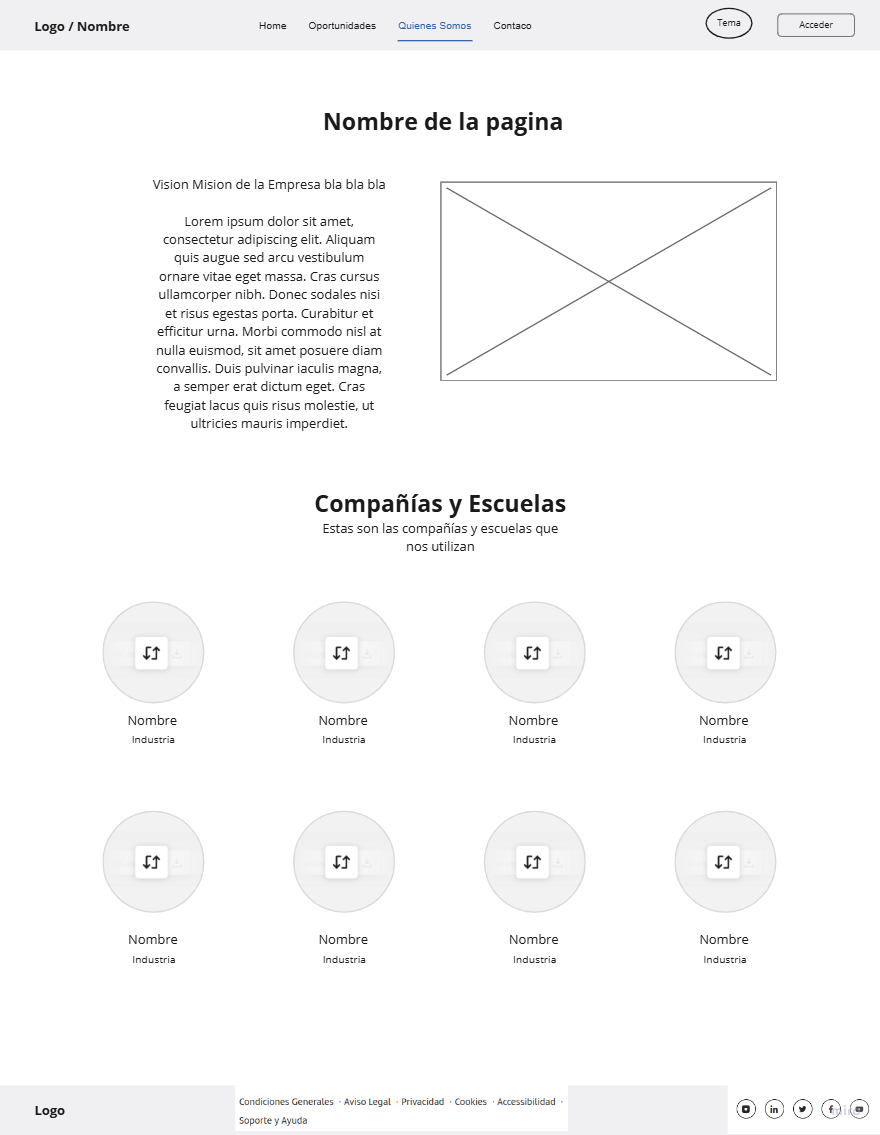 Logo / Nombre
Home
Oportunidades
Quienes Somos
Contaco
Tema
Acceder
Nombre de la pagina
Vision Mision de la Empresa bla bla bla
Lorem ipsum dolor sit amet,
consectetur adipiscing elit. Aliquam
quis augue sed arcu vestibulum
ornare vitae eget massa. Cras cursus
ullamcorper nibh. Donec sodales nisi
et risus egestas porta. Curabitur et
efficitur urna. Morbi commodo nisl at
nulla euismod, sit amet posuere diam
convallis. Duis pulvinar iaculis magna,
a semper erat dictum eget. Cras
feugiat lacus quis risus molestie, ut
ultricies mauris imperdiet.
Compañías y Escuelas
Estas son las compañías y escuelas que
nos utilizan
Nombre
Industria
Nombre
Industria
Nombre
Industria
Nombre
Industria
Nombre
Industria
Nombre
Industria
Nombre
Industria
Nombre
Industria
Logo
Condiciones Generales · Aviso Legal · Privacidad · Cookies · Accessibilidad ·
Soporte y Ayuda
miro